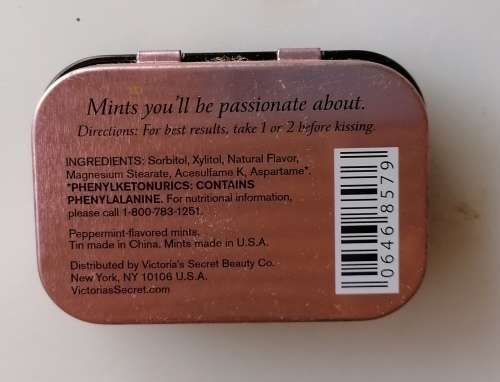 Mints you'll be passionate about.
Directions: For best results, take 1 or 2 before kissing.
INGREDIENTS: Sorbitol, Xylitol, Natural Flavor,
Magnesium Stearate, Acesulfame K, Aspartame*.
*PHENYLKETONURICS: CONTAINS
PHENYLALANINE. For nutritional information,
please call 1-800-783-1251.
Peppermint-flavored mints.
Tin made in China. Mints made in U.S.A.
Distributed by Victoria's Secret Beauty Co.
New York, NY 10106 U.S.A.
VictoriasSecret.com
0646 8579